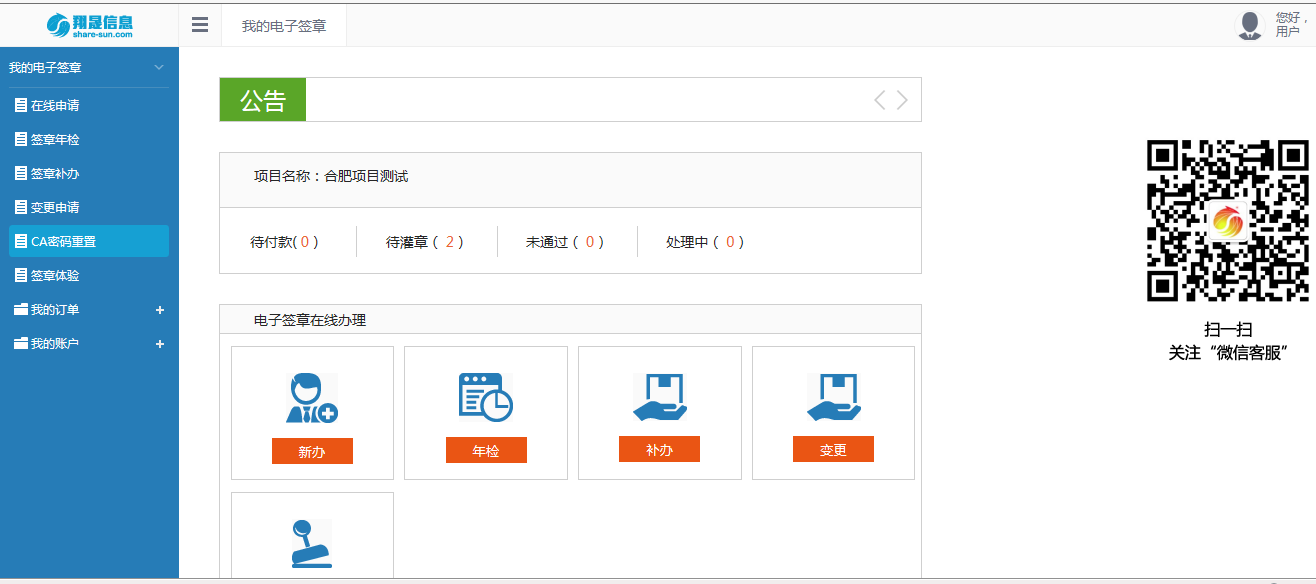 翔晟信息
share-sun.com
我的电子签章
您好，
用户
我的电子签章
在线申请
签章年检
签章补办
变更申请
CA密码重置
签章体验
我的订单 +
我的账户 +
公告
项目名称：合肥项目测试
待付款( 0 )
待灌章（ 2 ）
未通过（ 0 ）
处理中（ 0 ）
电子签章在线办理
新办
年检
补办
变更
扫一扫
关注“微信客服”